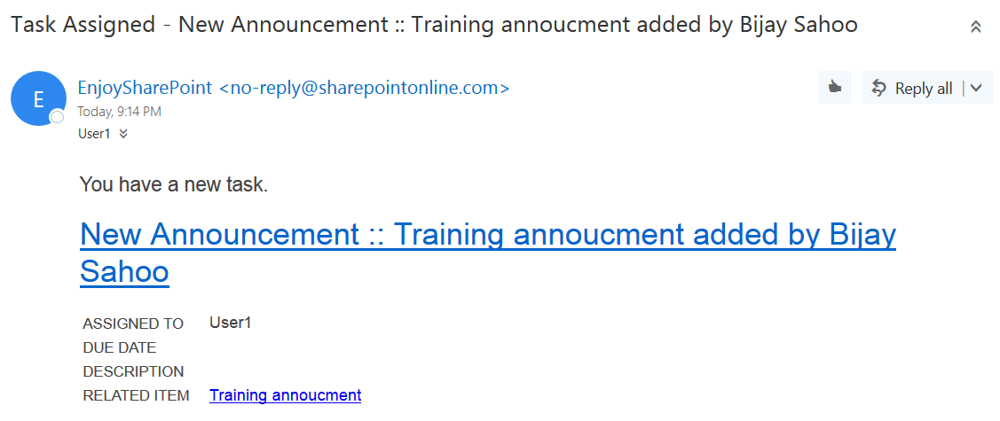 Task Assigned - New Announcement :: Training annoucment added by Bijay Sahoo
E
EnjoySharePoint <no-reply@sharepointonline.com>
Reply all
Today, 9:14 PM
User1
You have a new task.
New Announcement :: Training annoucment added by Bijay
Sahoo
ASSIGNED TO User1
DUE DATE
DESCRIPTION
RELATED ITEM Training annoucment